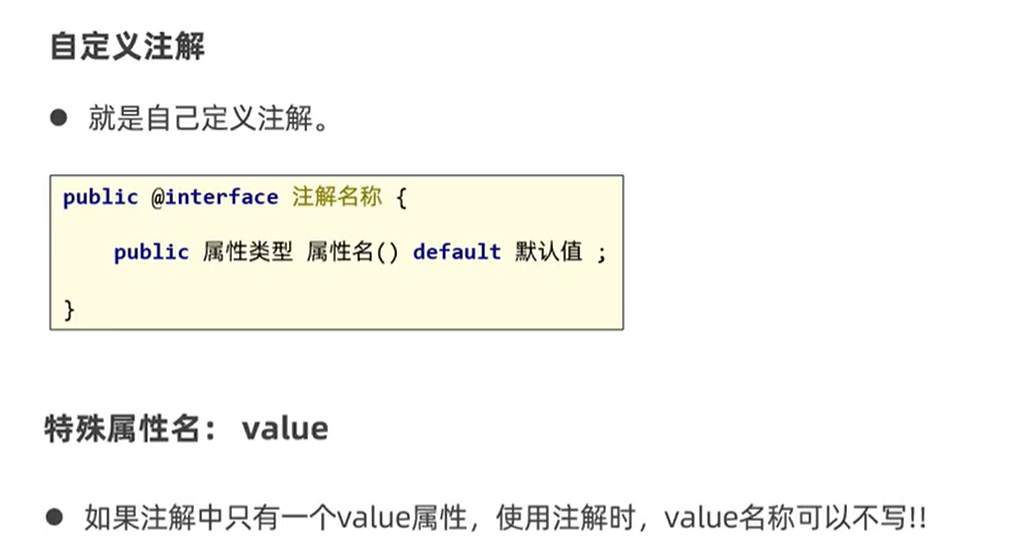 自定义注解
● 就是自己定义注解。
public @interface 注解名称 {
public 属性类型 属性名() default 默认值 ;
}
特殊属性名： value
● 如果注解中只有一个value属性，使用注解时，value名称可以不写!!